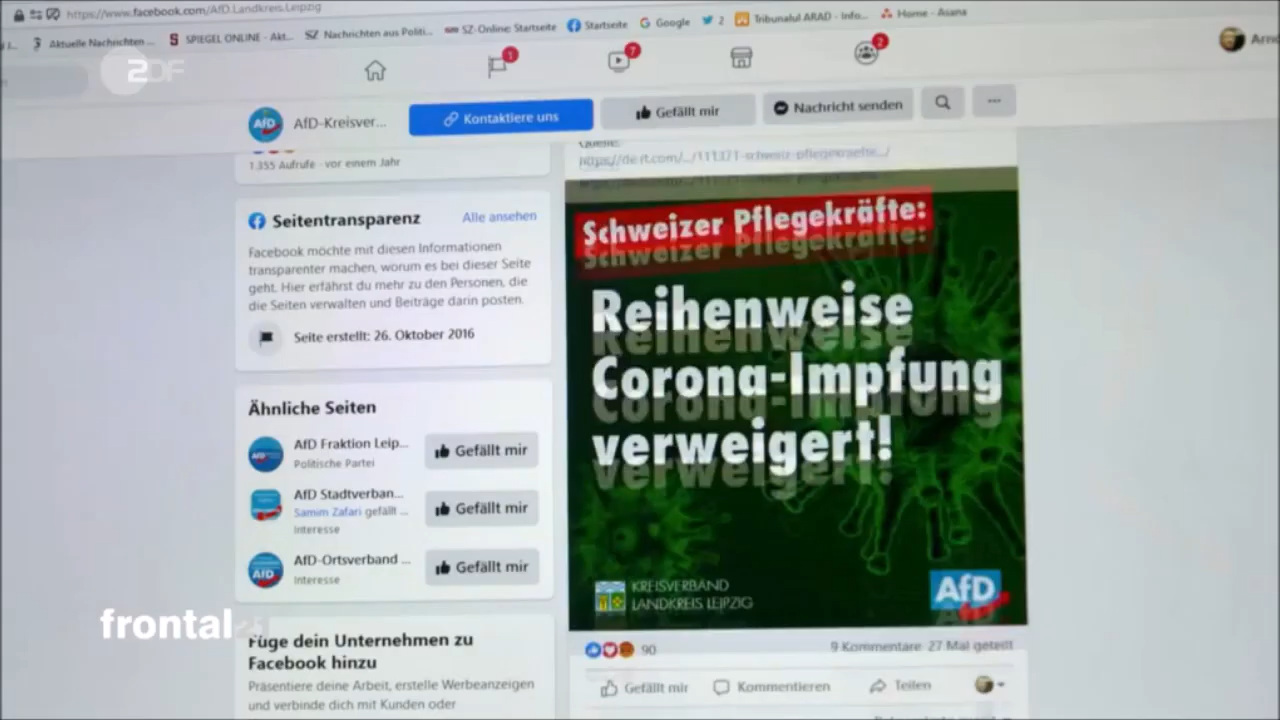 https://www.facebook.com/AfD.Landkreis.Leipzig
Aktuelle Nachrichten ...
SPIEGEL ONLINE - Akt...
SZ Nachrichten aus Politi...
SZ-Online: Startseite
Startseite
Google
2
Tribunalul ARAD - Info...
Home - Asana
ZDF
1
7
2
AfD
AfD-Kreisver...
Kontaktiere uns
Gefällt mir
Nachricht senden
1.355 Aufrufe · vor einem Jahr
Seitentransparenz
Alle ansehen
Facebook möchte mit diesen Informationen
transparenter machen, worum es bei dieser Seite
geht. Hier erfährst du mehr zu den Personen, die
die Seiten verwalten und Beiträge darin posten.
Seite erstellt: 26. Oktober 2016
Ähnliche Seiten
AfD Fraktion Leip...
Politische Partei
Gefällt mir
AfD Stadtverban...
Samim Zafari gefällt ...
Interesse
Gefällt mir
AfD-Ortsverband ...
Interesse
Gefällt mir
Füge dein Unternehmen zu
Facebook hinzu
Präsentiere deine Arbeit, erstelle Werbeanzeigen
und verbinde dich mit Kunden oder
Quelle:
Schweizer Pflegekräfte:
Reihenweise
Corona-Impfung
verweigert!
KREISVERBAND
LANDKREIS LEIPZIG
AfD
90
9 Kommentare 27 Mal geteilt
Gefällt mir
Kommentieren
Teilen
frontal